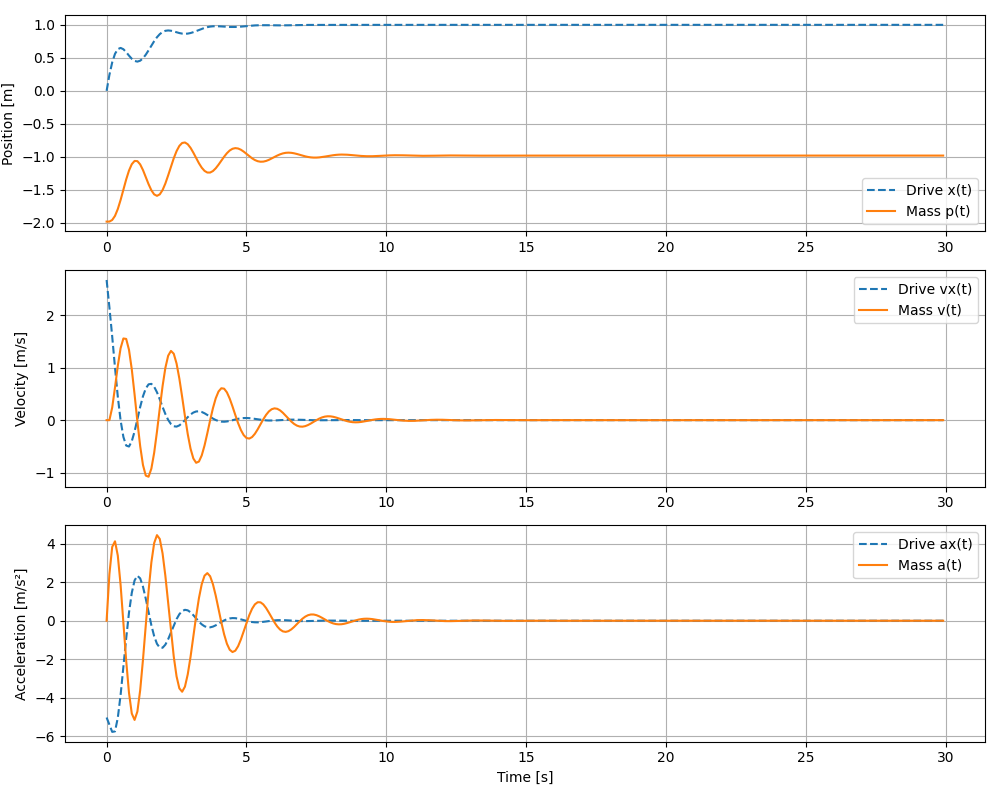 Position [m]
1.0
0.5
0.0
−0.5
−1.0
−1.5
−2.0
Drive x(t)
Mass p(t)
0 5 10 15 20 25 30
Velocity [m/s]
2
1
0
−1
Drive vx(t)
Mass v(t)
0 5 10 15 20 25 30
Acceleration [m/s²]
4
2
0
−2
−4
−6
Drive ax(t)
Mass a(t)
0 5 10 15 20 25 30
Time [s]